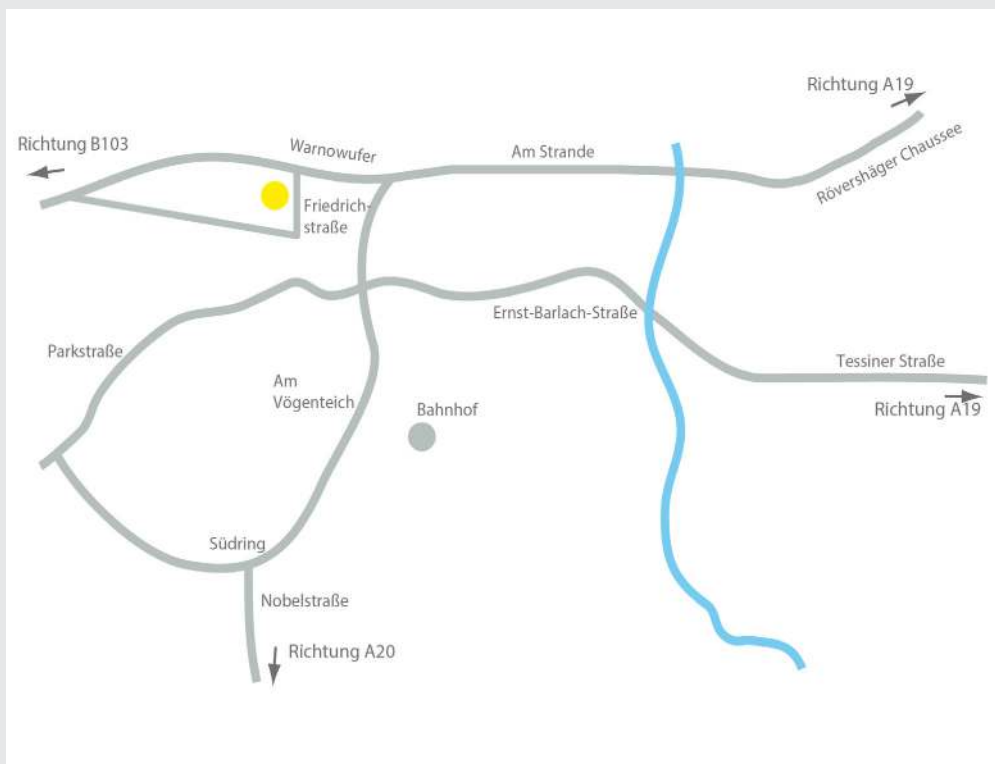 Richtung A19
Richtung B103
Warnowufer
Am Strande
Rövershäger Chaussee
Friedrich-
straße
Ernst-Barlach-Straße
Parkstraße
Tessiner Straße
Am
Vögenteich
Bahnhof
Richtung A19
Südring
Nobelstraße
Richtung A20